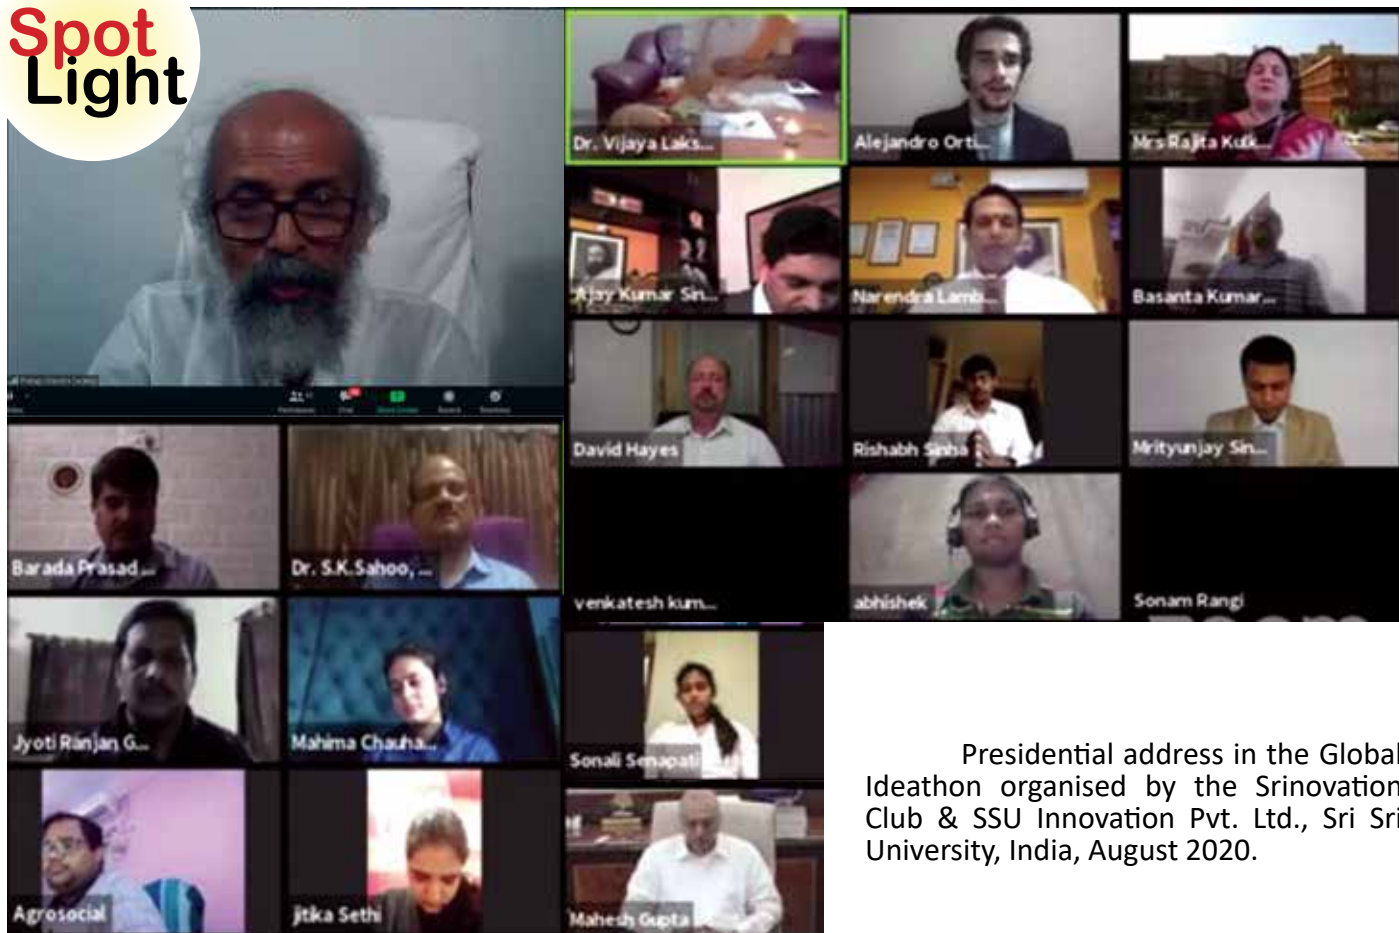 Spot
Light
Dr. Vijaya Laks...
Alejandro Orti...
Mrs Rajita Kulk...
Ajay Kumar Sin...
Narendra Lamb...
Basanta Kumar...
David Hayes
Rishabh Sinha
Mrityunjay Sin...
venkatesh kum...
abhishek
Sonam Rangi
Chat
Barada Prasad ...
Dr. S.K.Sahoo, ...
Jyoti Ranjan G...
Mahima Chauha...
Sonali Senapati
Agrosocial
jitika Sethi
Mahesh Gupta
Presidential address in the Global
Ideathon organised by the Srinovation
Club & SSU Innovation Pvt. Ltd., Sri Sri
University, India, August 2020.